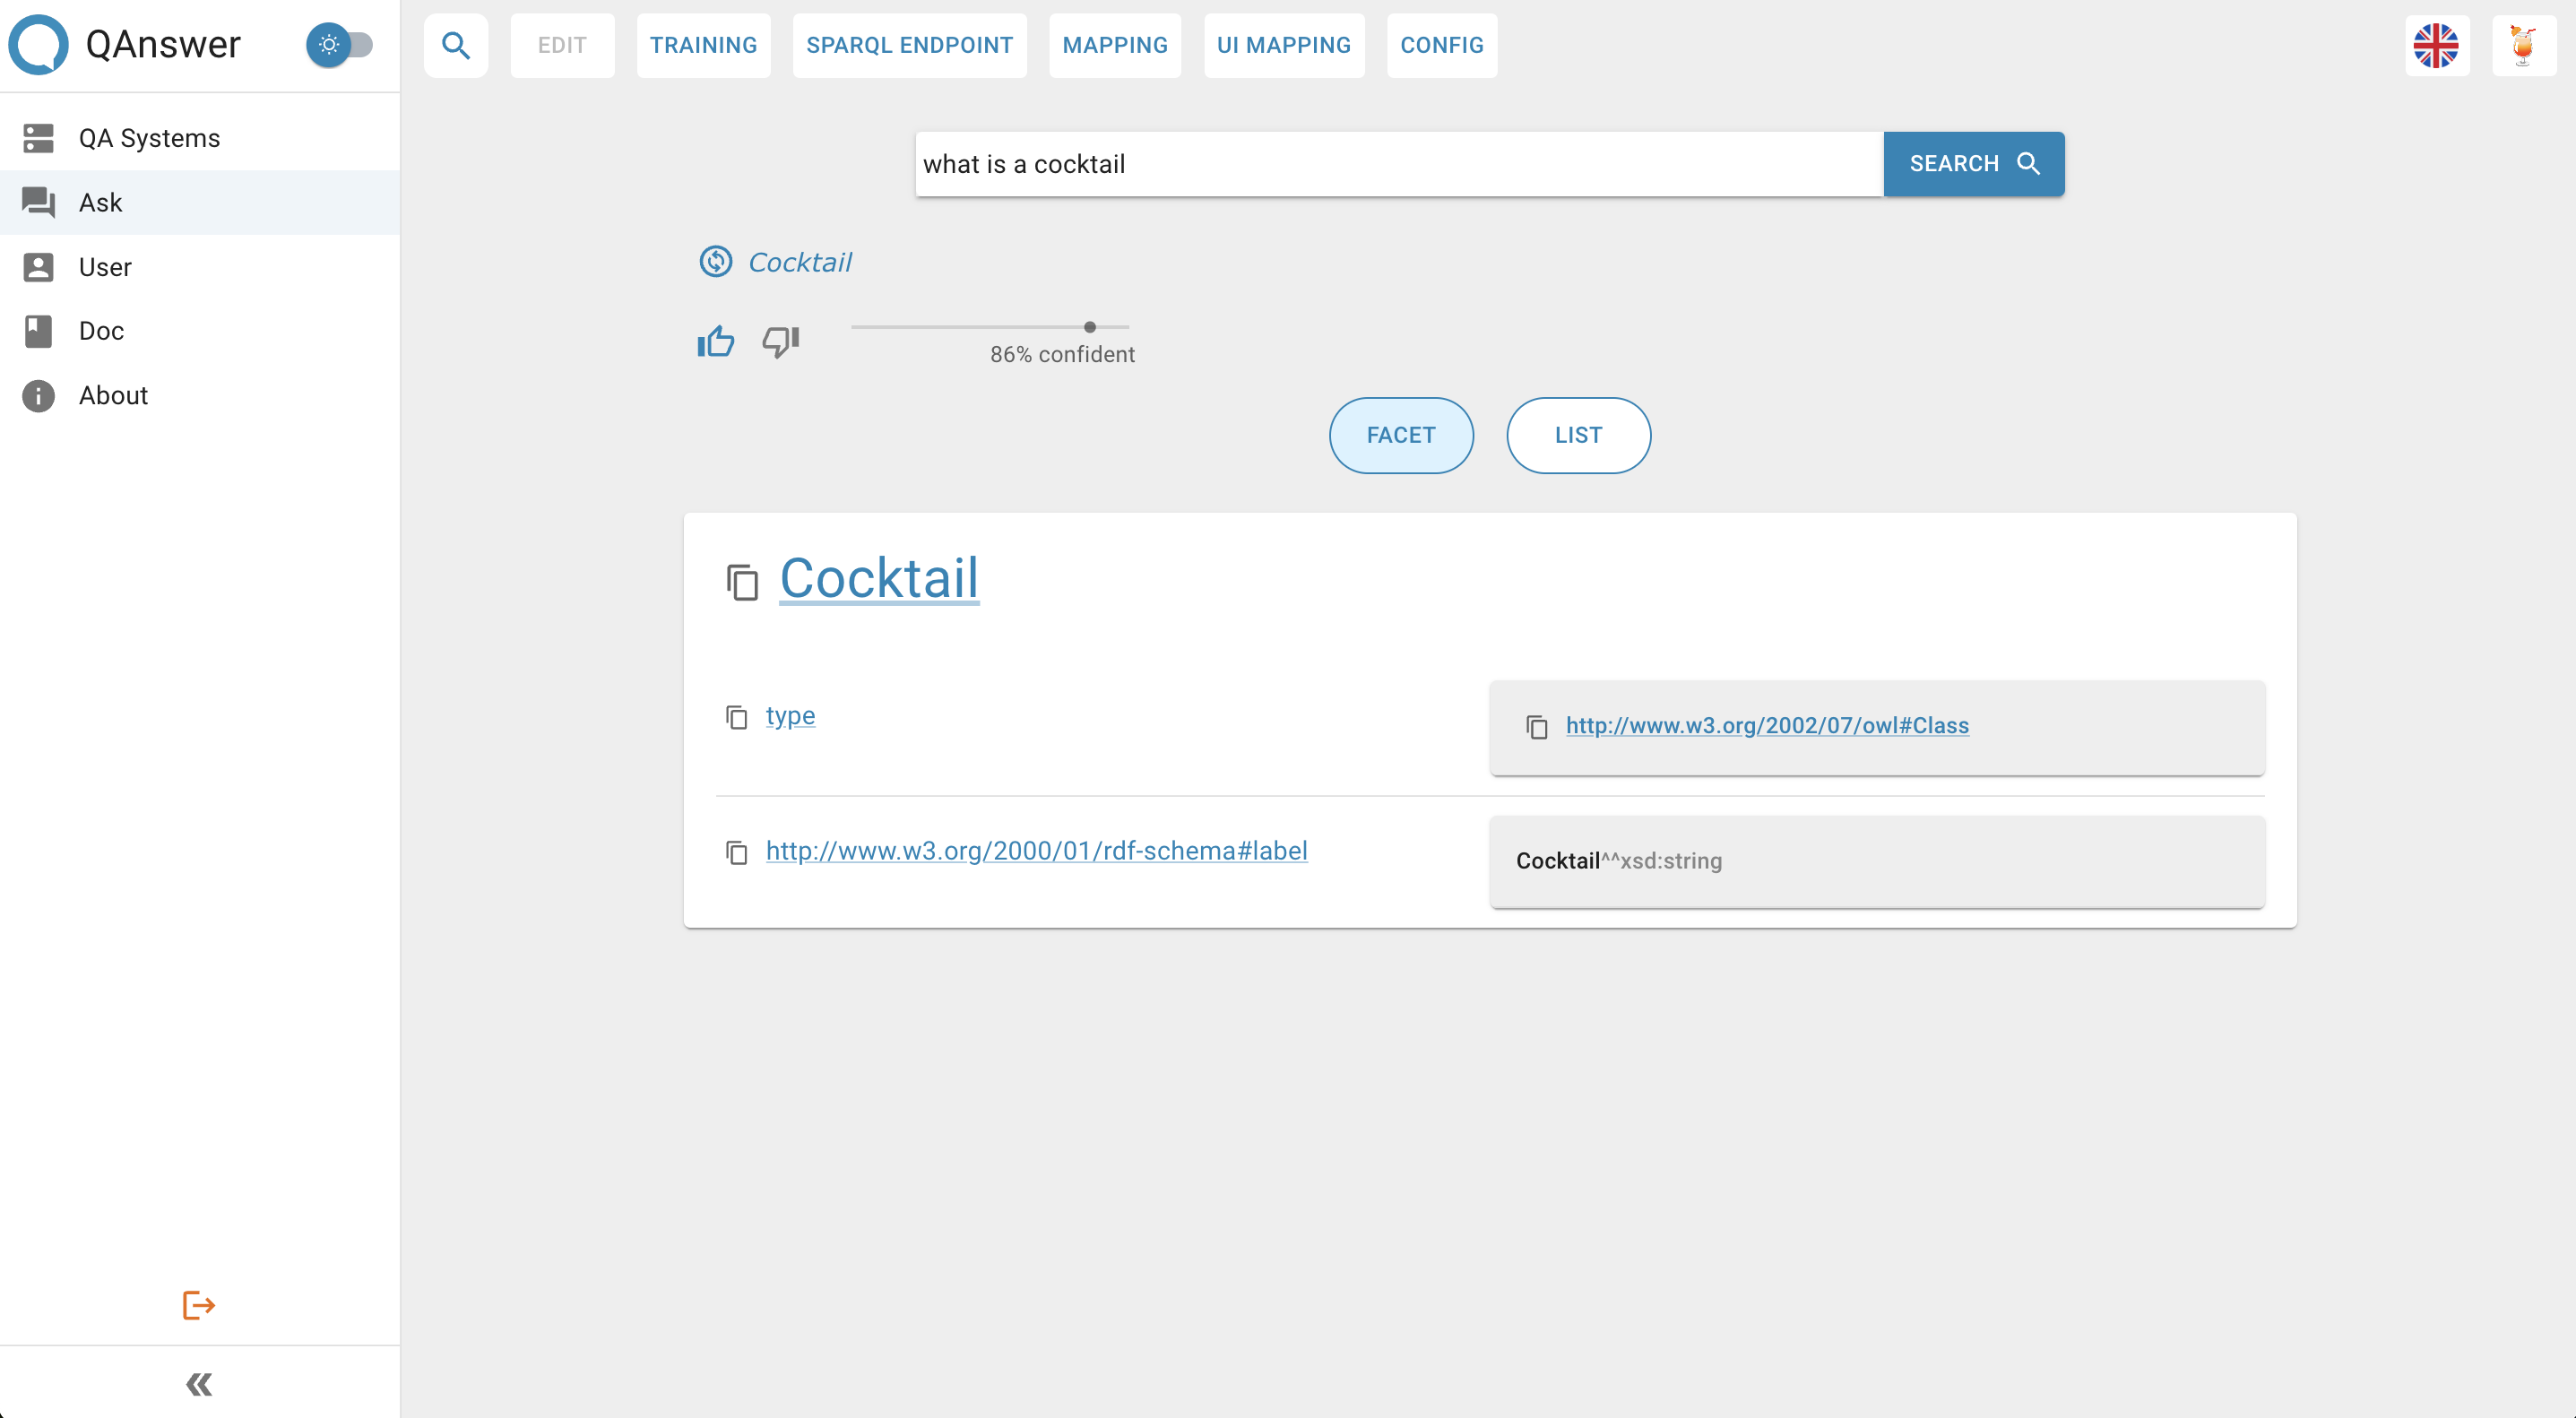 QAnswer
EDIT
TRAINING
SPARQL ENDPOINT
MAPPING
UI MAPPING
CONFIG
QA Systems
Ask
User
Doc
About
what is a cocktail
SEARCH
Cocktail
86% confident
FACET
LIST
Cocktail
type
http://www.w3.org/2002/07/owl#Class
http://www.w3.org/2000/01/rdf-schema#label
Cocktail^^xsd:string